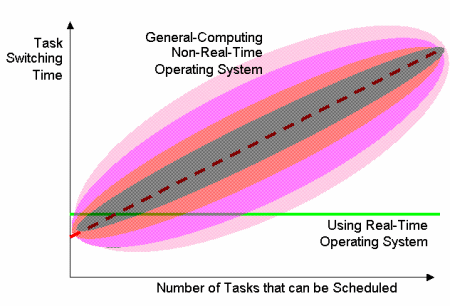 Task
Switching
Time
General-Computing
Non-Real-Time
Operating System
Using Real-Time
Operating System
Number of Tasks that can be Scheduled